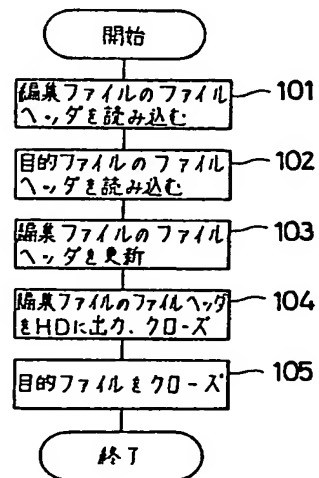 開始
編集ファイルのファイル
ヘッダを読み込む
101
目的ファイルのファイル
ヘッダを読み込む
102
編集ファイルのファイル
ヘッダを更新
103
編集ファイルのファイルヘッダ
をHDに出力、クローズ
104
目的ファイルをクローズ
105
終了